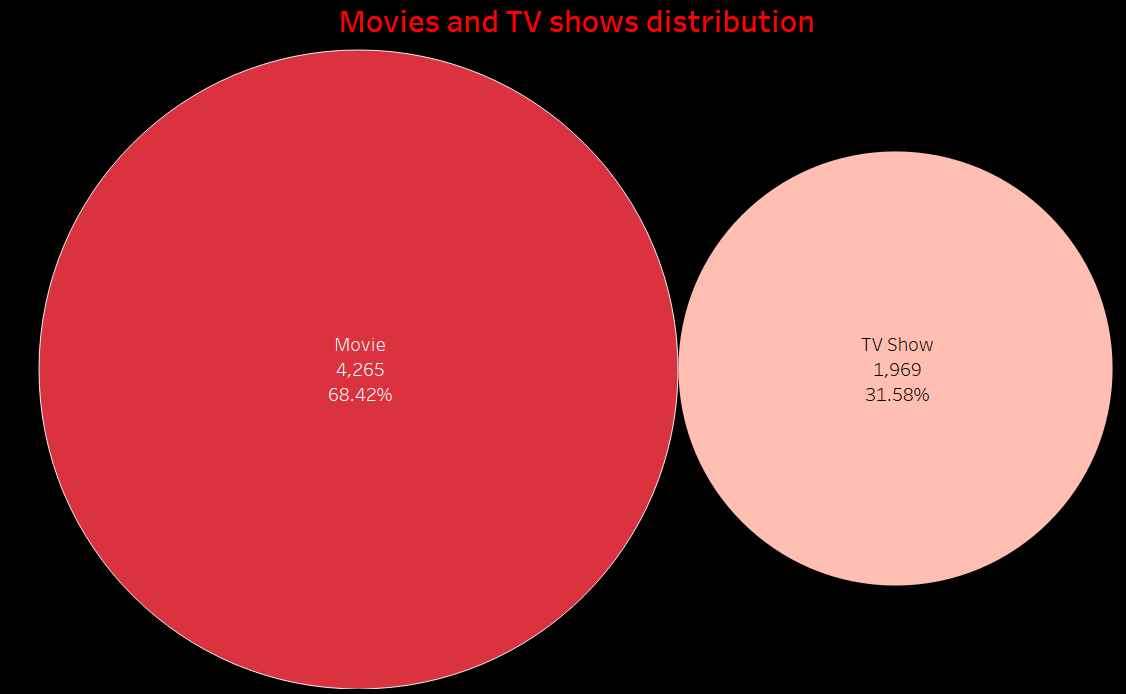 Movies and TV shows distribution
Movie
4,265
68.42%
TV Show
1,969
31.58%